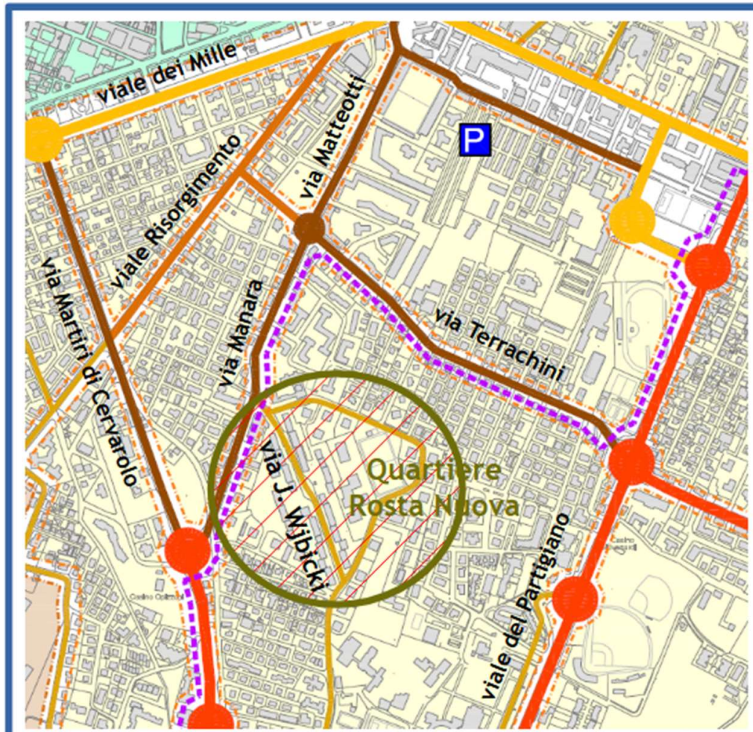 viale dei Mille
via Matteotti
P
viale Risorgimento
via Martiri di Cervarolo
via Manara
via Terrachini
via J. Wjbicki
Quartiere
Rosta Nuova
viale del Partigiano